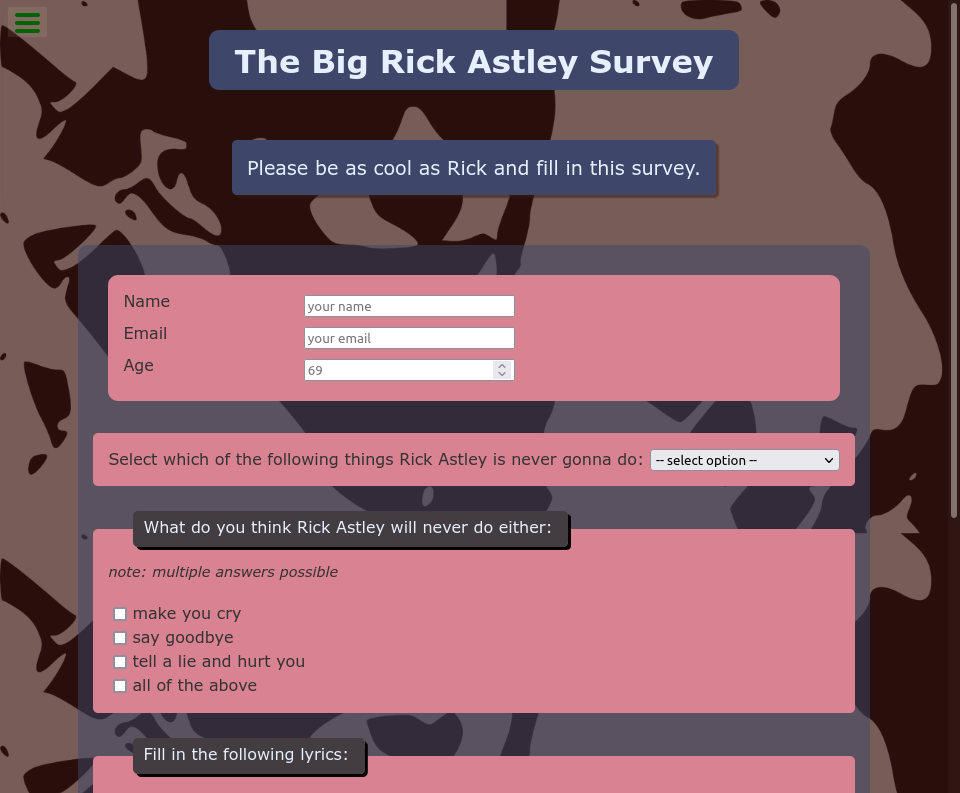 The Big Rick Astley Survey
Please be as cool as Rick and fill in this survey.
Name
your name
Email
your email
Age
69
Select which of the following things Rick Astley is never gonna do: -- select option --
What do you think Rick Astley will never do either:
note: multiple answers possible
make you cry
say goodbye
tell a lie and hurt you
all of the above
Fill in the following lyrics: